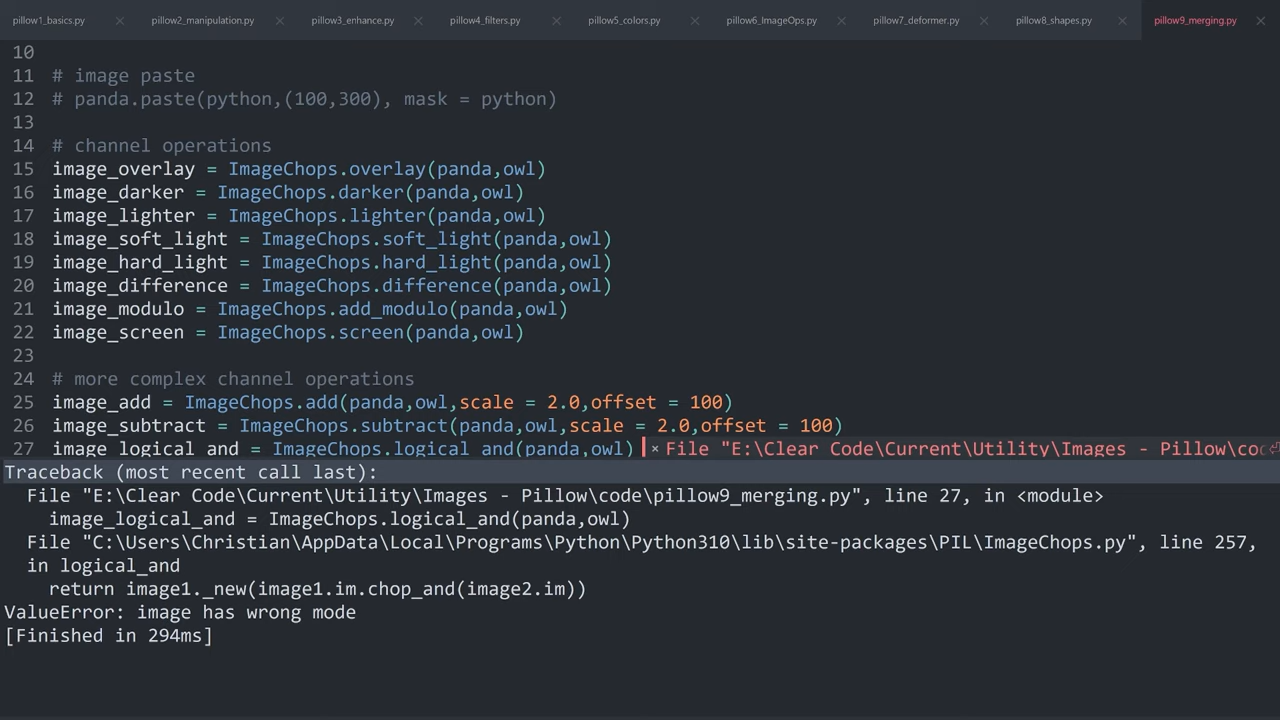 pillow1_basics.py × pillow2_manipulation.py × pillow3_enhance.py × pillow4_filters.py × pillow5_colors.py × pillow6_ImageOps.py × pillow7_deformer.py × pillow8_shapes.py × pillow9_merging.py ×
10
11 # image paste
12 # panda.paste(python,(100,300), mask = python)
13
14 # channel operations
15 image_overlay = ImageChops.overlay(panda,owl)
16 image_darker = ImageChops.darker(panda,owl)
17 image_lighter = ImageChops.lighter(panda,owl)
18 image_soft_light = ImageChops.soft_light(panda,owl)
19 image_hard_light = ImageChops.hard_light(panda,owl)
20 image_difference = ImageChops.difference(panda,owl)
21 image_modulo = ImageChops.add_modulo(panda,owl)
22 image_screen = ImageChops.screen(panda,owl)
23
24 # more complex channel operations
25 image_add = ImageChops.add(panda,owl,scale = 2.0,offset = 100)
26 image_subtract = ImageChops.subtract(panda,owl,scale = 2.0,offset = 100)
27 image_logical_and = ImageChops.logical_and(panda,owl) × File "E:\Clear Code\Current\Utility\Images - Pillow\co
Traceback (most recent call last):
File "E:\Clear Code\Current\Utility\Images - Pillow\code\pillow9_merging.py", line 27, in <module>
image_logical_and = ImageChops.logical_and(panda,owl)
File "C:\Users\Christian\AppData\Local\Programs\Python\Python310\lib\site-packages\PIL\ImageChops.py", line 257,
in logical_and
return image1._new(image1.im.chop_and(image2.im))
ValueError: image has wrong mode
[Finished in 294ms]